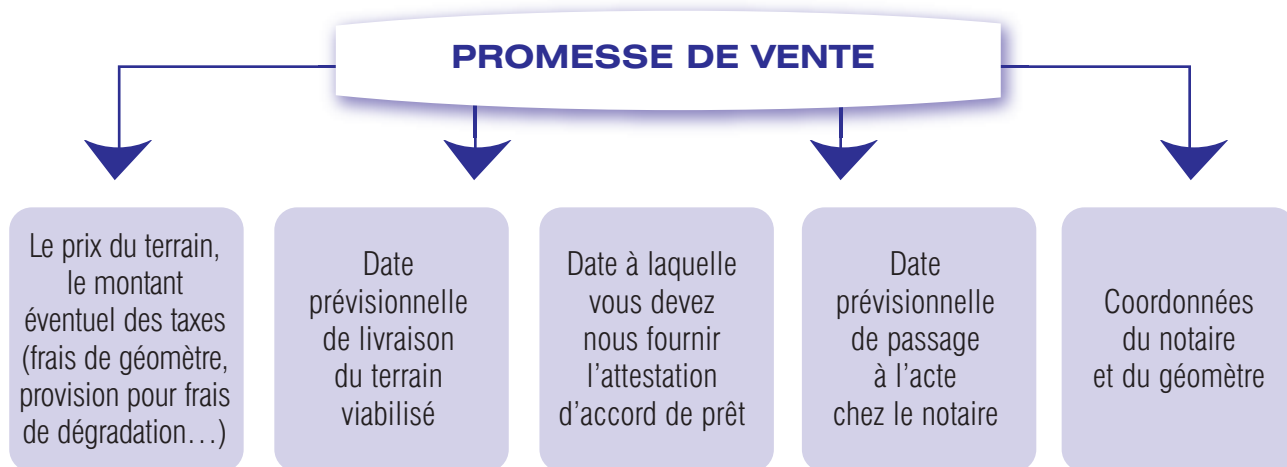 PROMESSE DE VENTE
Le prix du terrain,
le montant
éventuel des taxes
(frais de géomètre,
provision pour frais
de dégradation…)
Date
prévisionnelle
de livraison
du terrain
viabilisé
Date à laquelle
vous devez
nous fournir
l’attestation
d’accord de prêt
Date
prévisionnelle
de passage
à l’acte
chez le notaire
Coordonnées
du notaire
et du géomètre